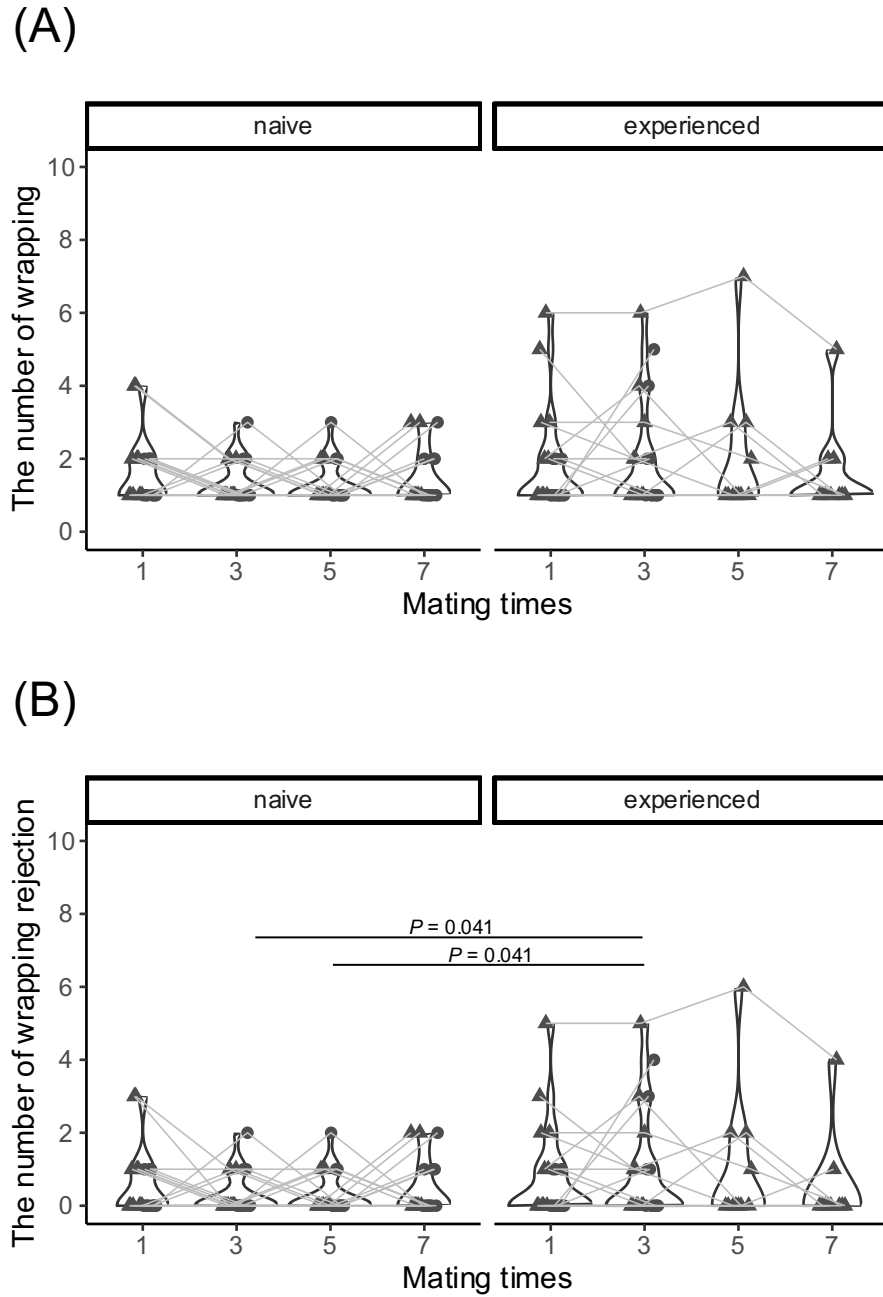 (A)
naive
experienced
The number of wrapping
10
8
6
4
2
0
1 3 5 7
1 3 5 7
Mating times
(B)
naive
experienced
The number of wrapping rejection
10
8
6
4
2
0
P = 0.041
P = 0.041
1 3 5 7
1 3 5 7
Mating times